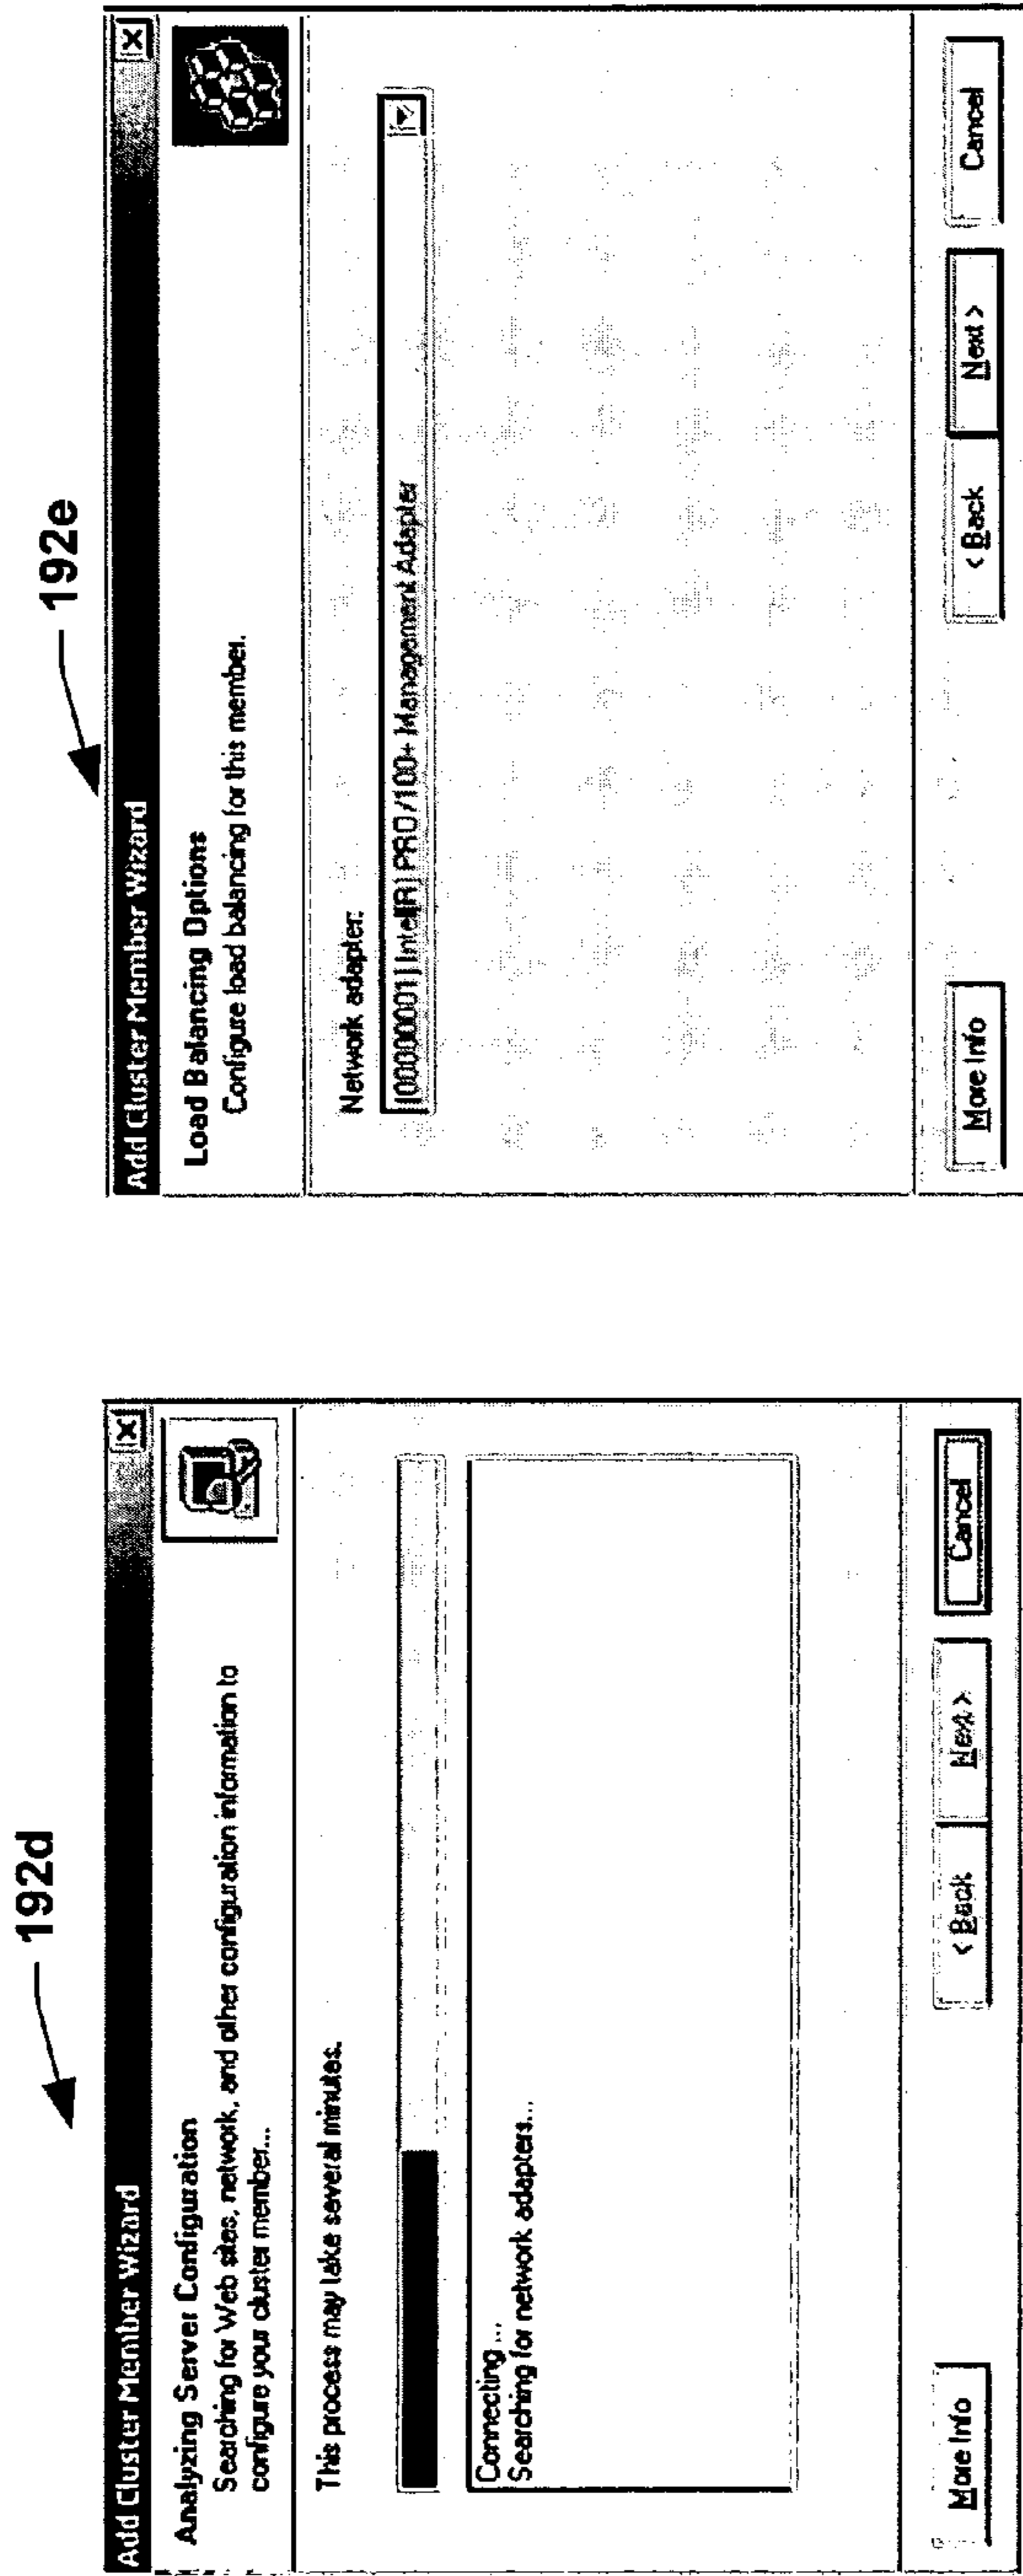 192d
Add Cluster Member Wizard
Analyzing Server Configuration
Searching for Web sites, network, and other configuration information to
configure your cluster member...
This process may take several minutes.
Connecting ...
Searching for network adapters...
More Info
< Back
Next >
Cancel
192e
Add Cluster Member Wizard
Load Balancing Options
Configure load balancing for this member.
Network adapter:
[00000001] Intel(R) PRO/100+ Management Adapter
More Info
< Back
Next >
Cancel